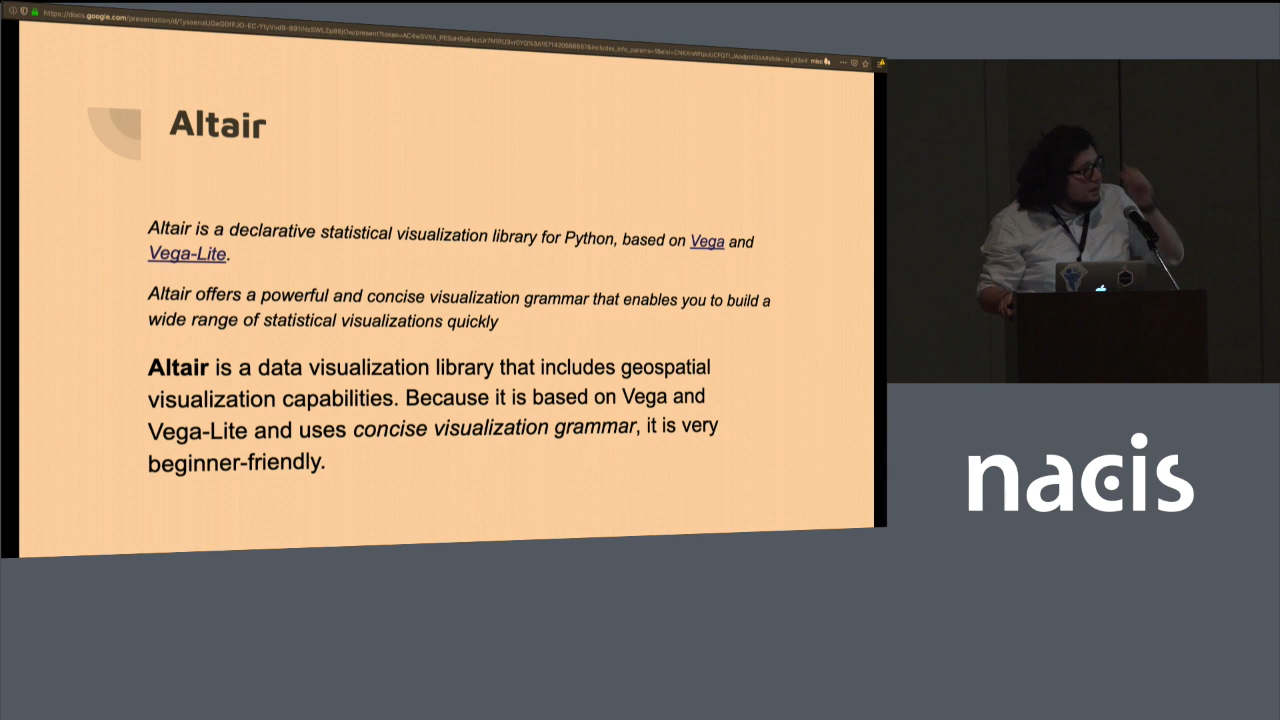 Altair
Altair is a declarative statistical visualization library for Python, based on Vega and
Vega-Lite.
Altair offers a powerful and concise visualization grammar that enables you to build a
wide range of statistical visualizations quickly
Altair is a data visualization library that includes geospatial
visualization capabilities. Because it is based on Vega and
Vega-Lite and uses concise visualization grammar, it is very
beginner-friendly.
nacis